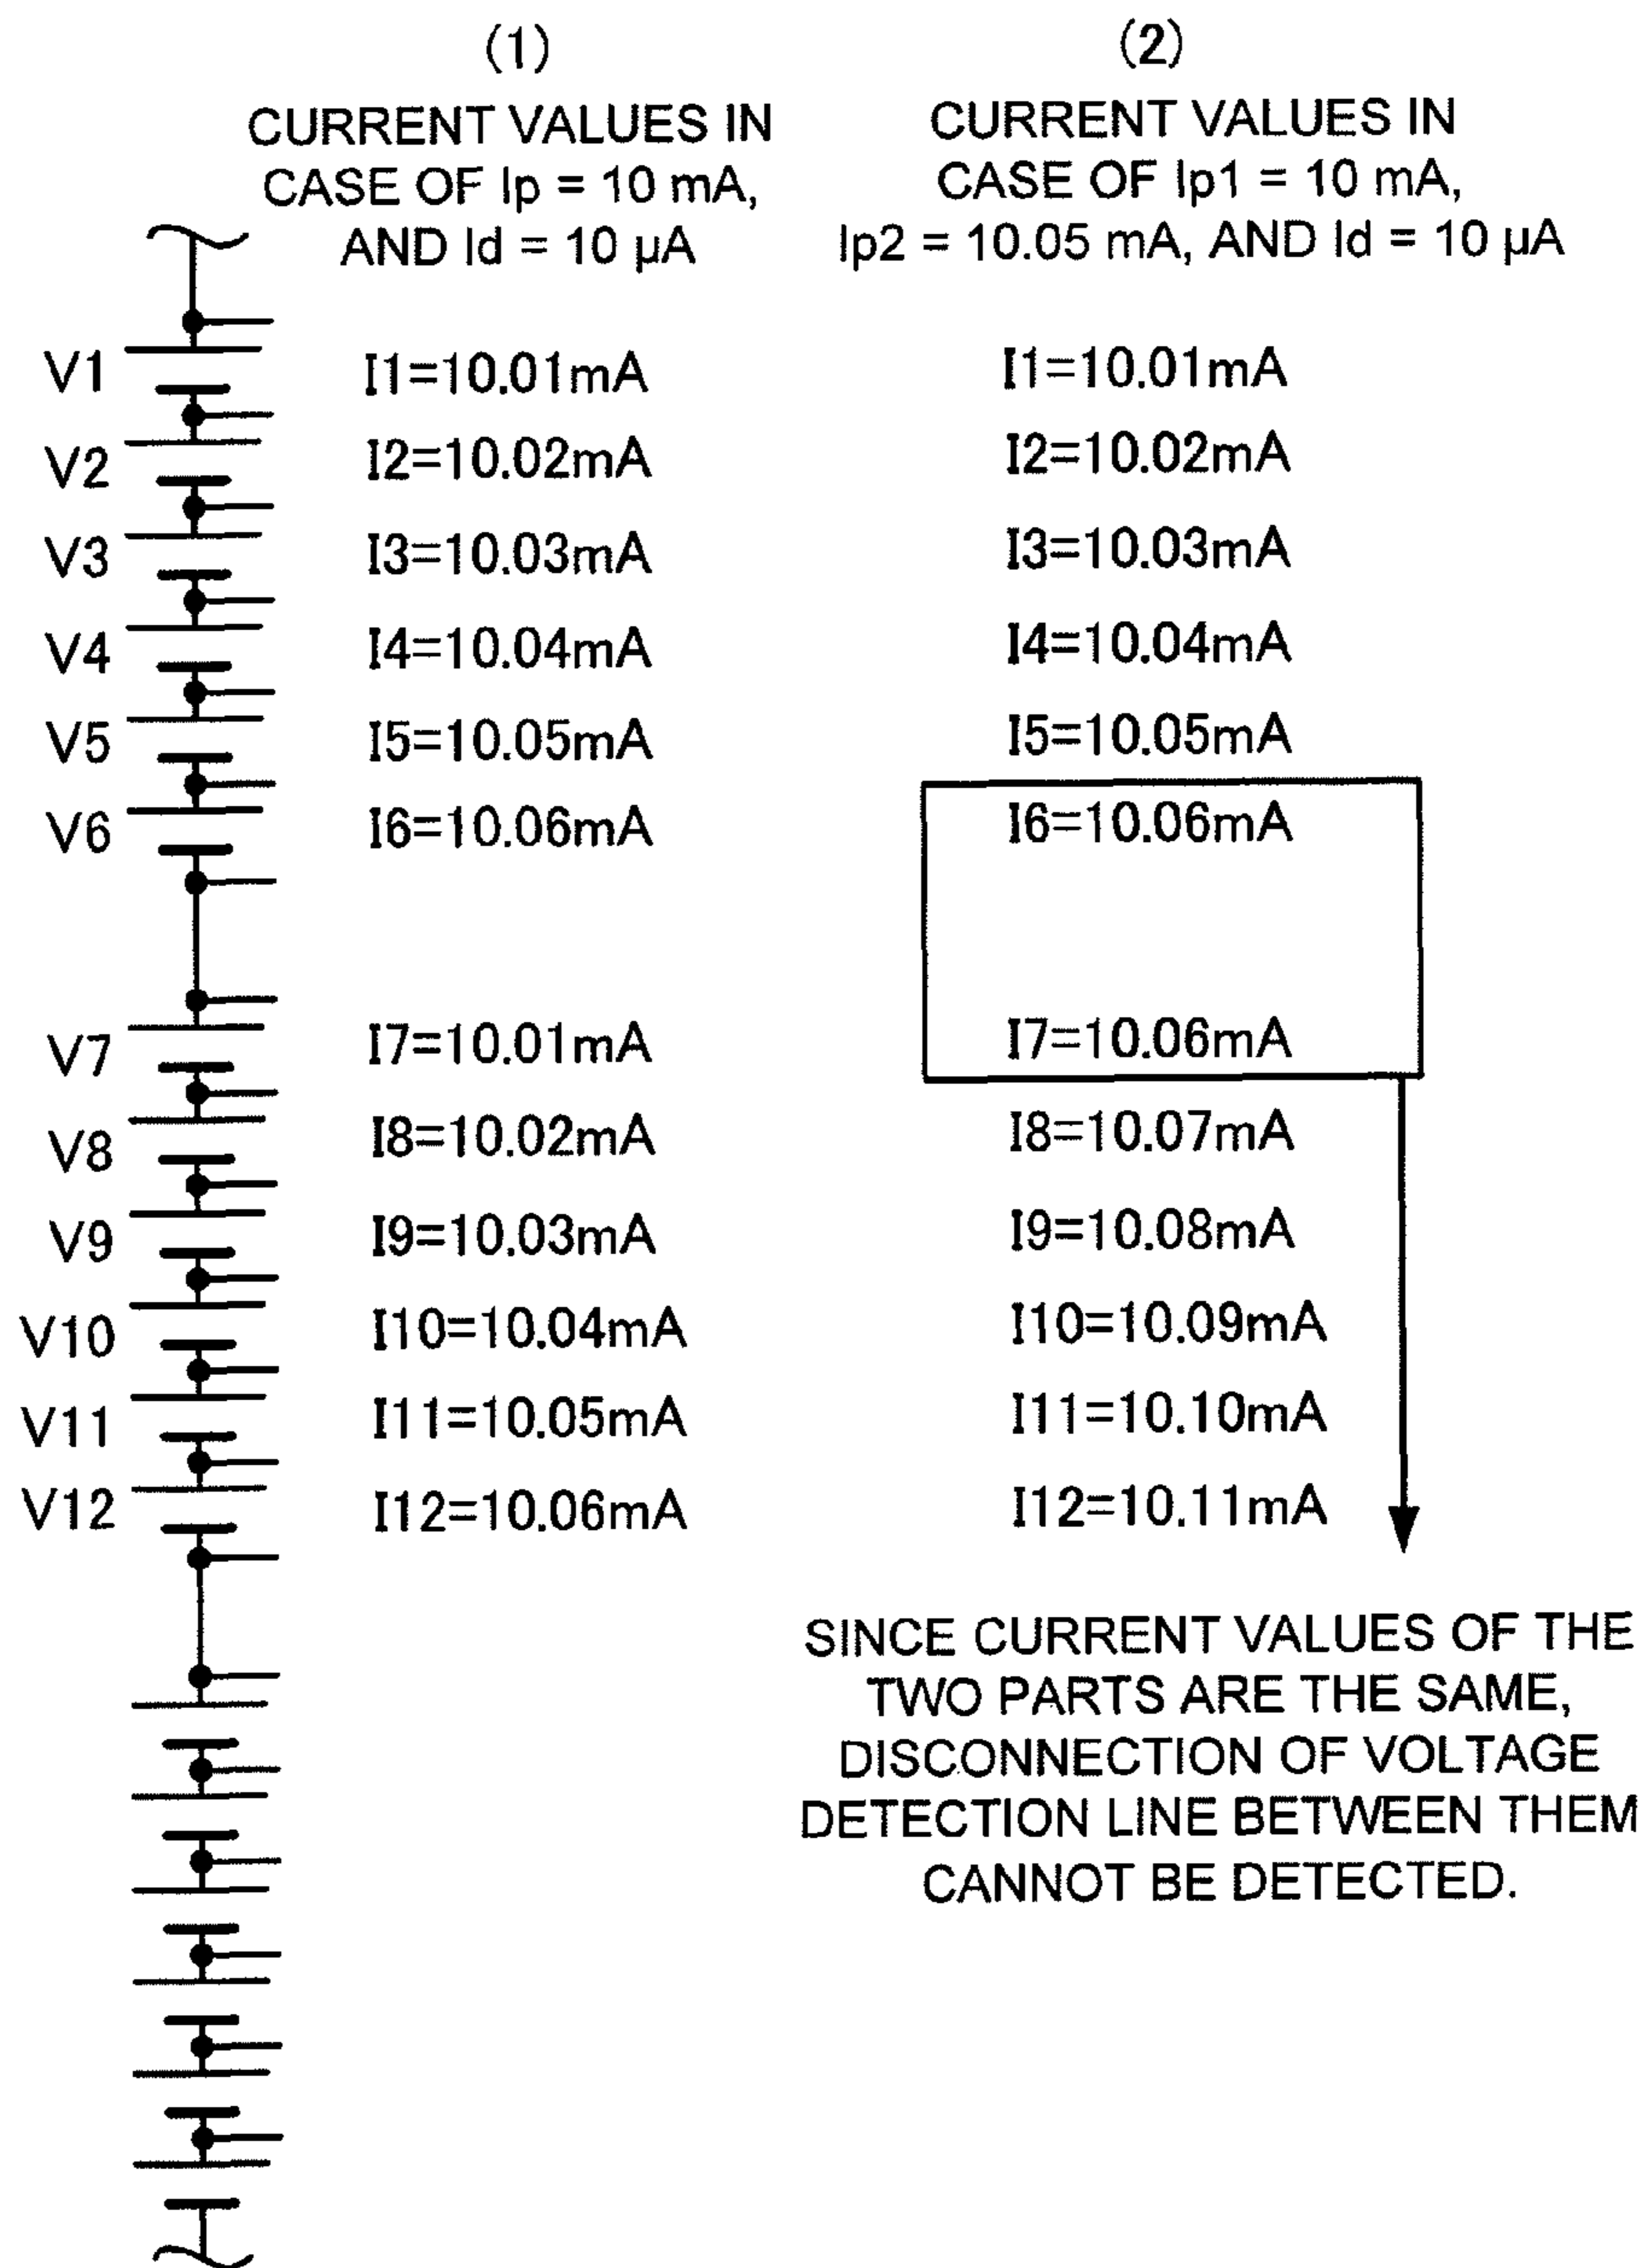 (1)
CURRENT VALUES IN
CASE OF Ip = 10 mA,
AND Id = 10 µA
(2)
CURRENT VALUES IN
CASE OF Ip1 = 10 mA,
Ip2 = 10.05 mA, AND Id = 10 µA
V1 I1=10.01mA I1=10.01mA
V2 I2=10.02mA I2=10.02mA
V3 I3=10.03mA I3=10.03mA
V4 I4=10.04mA I4=10.04mA
V5 I5=10.05mA I5=10.05mA
V6 I6=10.06mA I6=10.06mA
V7 I7=10.01mA I7=10.06mA
V8 I8=10.02mA I8=10.07mA
V9 I9=10.03mA I9=10.08mA
V10 I10=10.04mA I10=10.09mA
V11 I11=10.05mA I11=10.10mA
V12 I12=10.06mA I12=10.11mA
SINCE CURRENT VALUES OF THE
TWO PARTS ARE THE SAME,
DISCONNECTION OF VOLTAGE
DETECTION LINE BETWEEN THEM
CANNOT BE DETECTED.